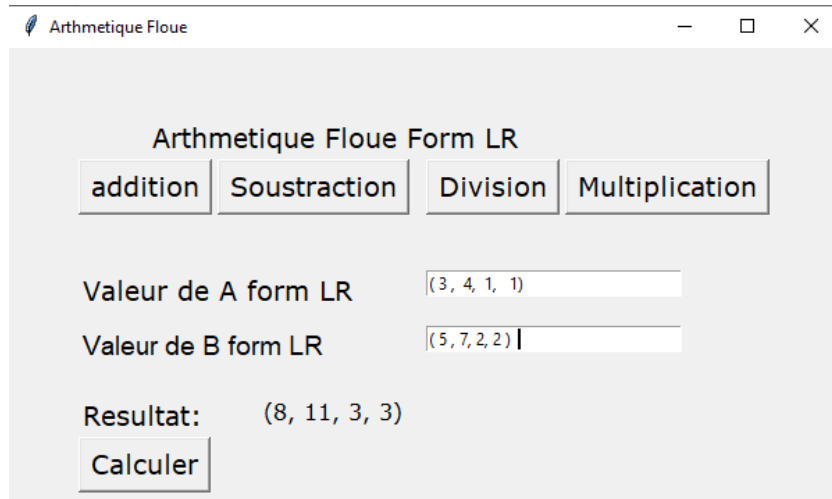 Arthmetique Floue
Arthmetique Floue Form LR
addition Soustraction Division Multiplication
Valeur de A form LR (3, 4, 1, 1)
Valeur de B form LR (5, 7, 2, 2)
Resultat: (8, 11, 3, 3)
Calculer